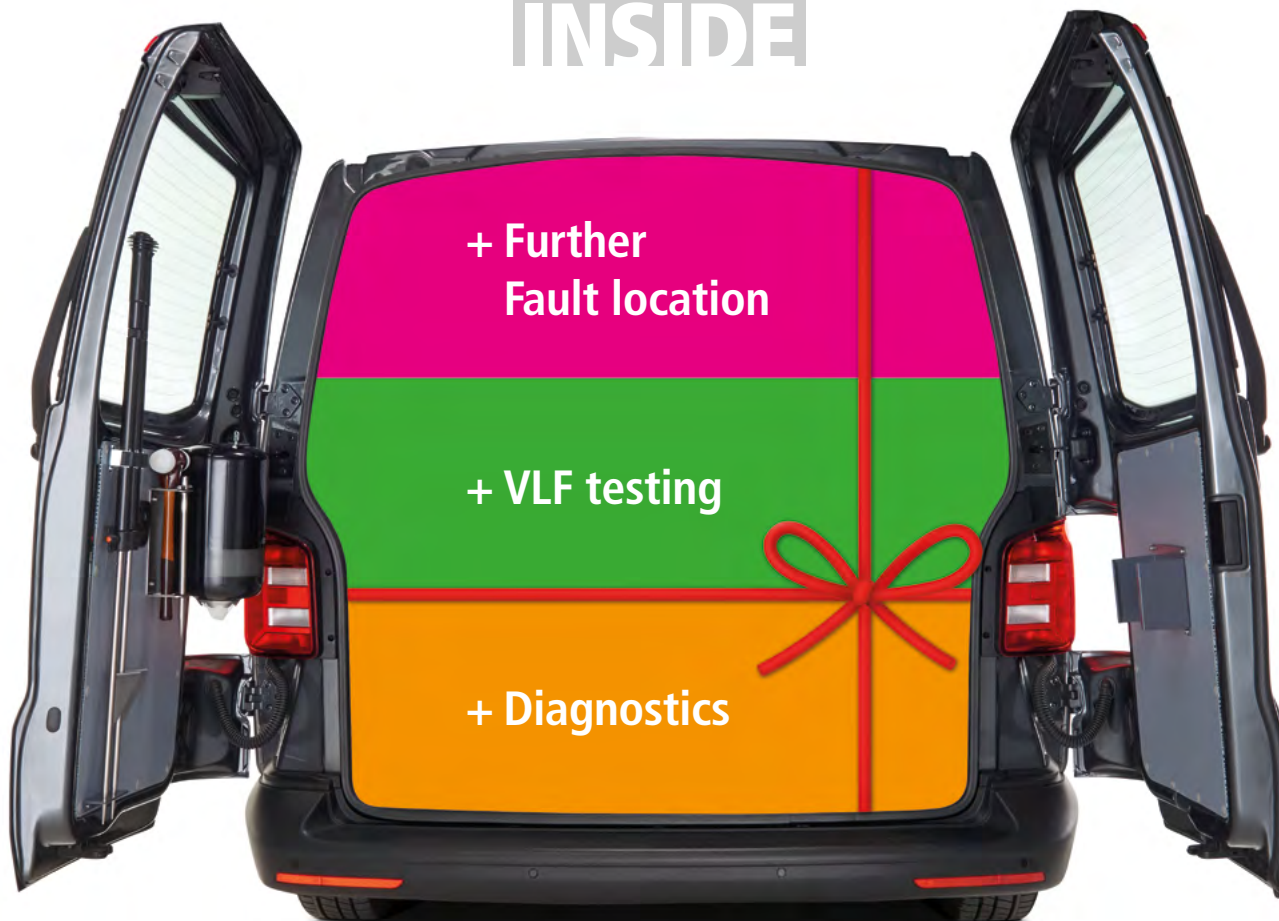 INSIDE
+ Further
Fault location
+ VLF testing
+ Diagnostics